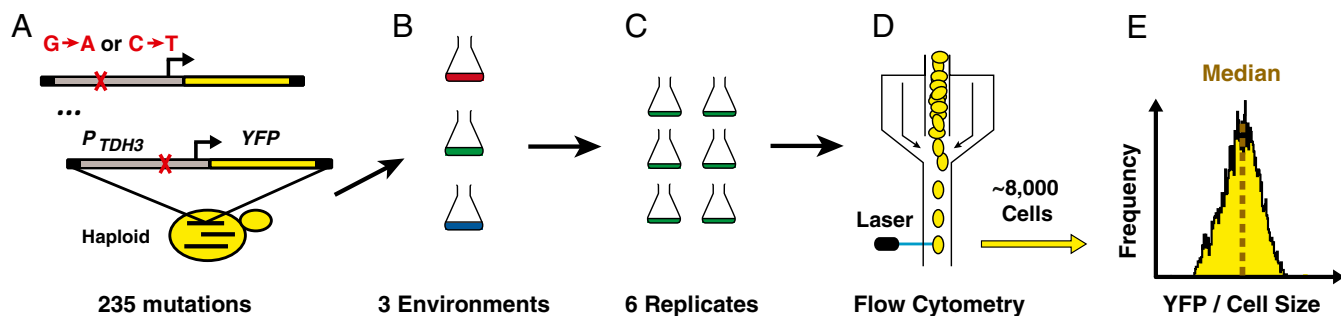 A
G→A or C→T
...
P TDH3
YFP
Haploid
235 mutations
B
3 Environments
C
6 Replicates
D
Laser
~8,000
Cells
Flow Cytometry
E
Median
Frequency
YFP / Cell Size